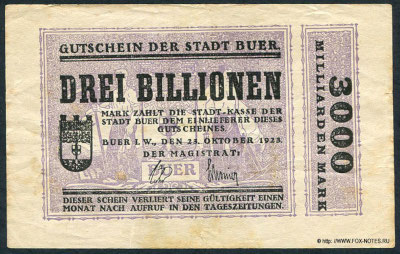 GUTSCHEIN DER STADT BUER.
DREI BILLIONEN
MARK ZAHLT DIE STADT-KASSE DER
STADT BUER DEM EINLIEFERER DIESES
GUTSCHEINES.
BUER I.W., DEN 23. OKTOBER 1923.
DER MAGISTRAT:
BUER
DIESER SCHEIN VERLIERT SEINE GÜLTIGKEIT EINEN
MONAT NACH AUFRUF IN DEN TAGESZEITUNGEN.
3000
MILLIARDEN MARK
http://WWW.FOX-NOTES.RU